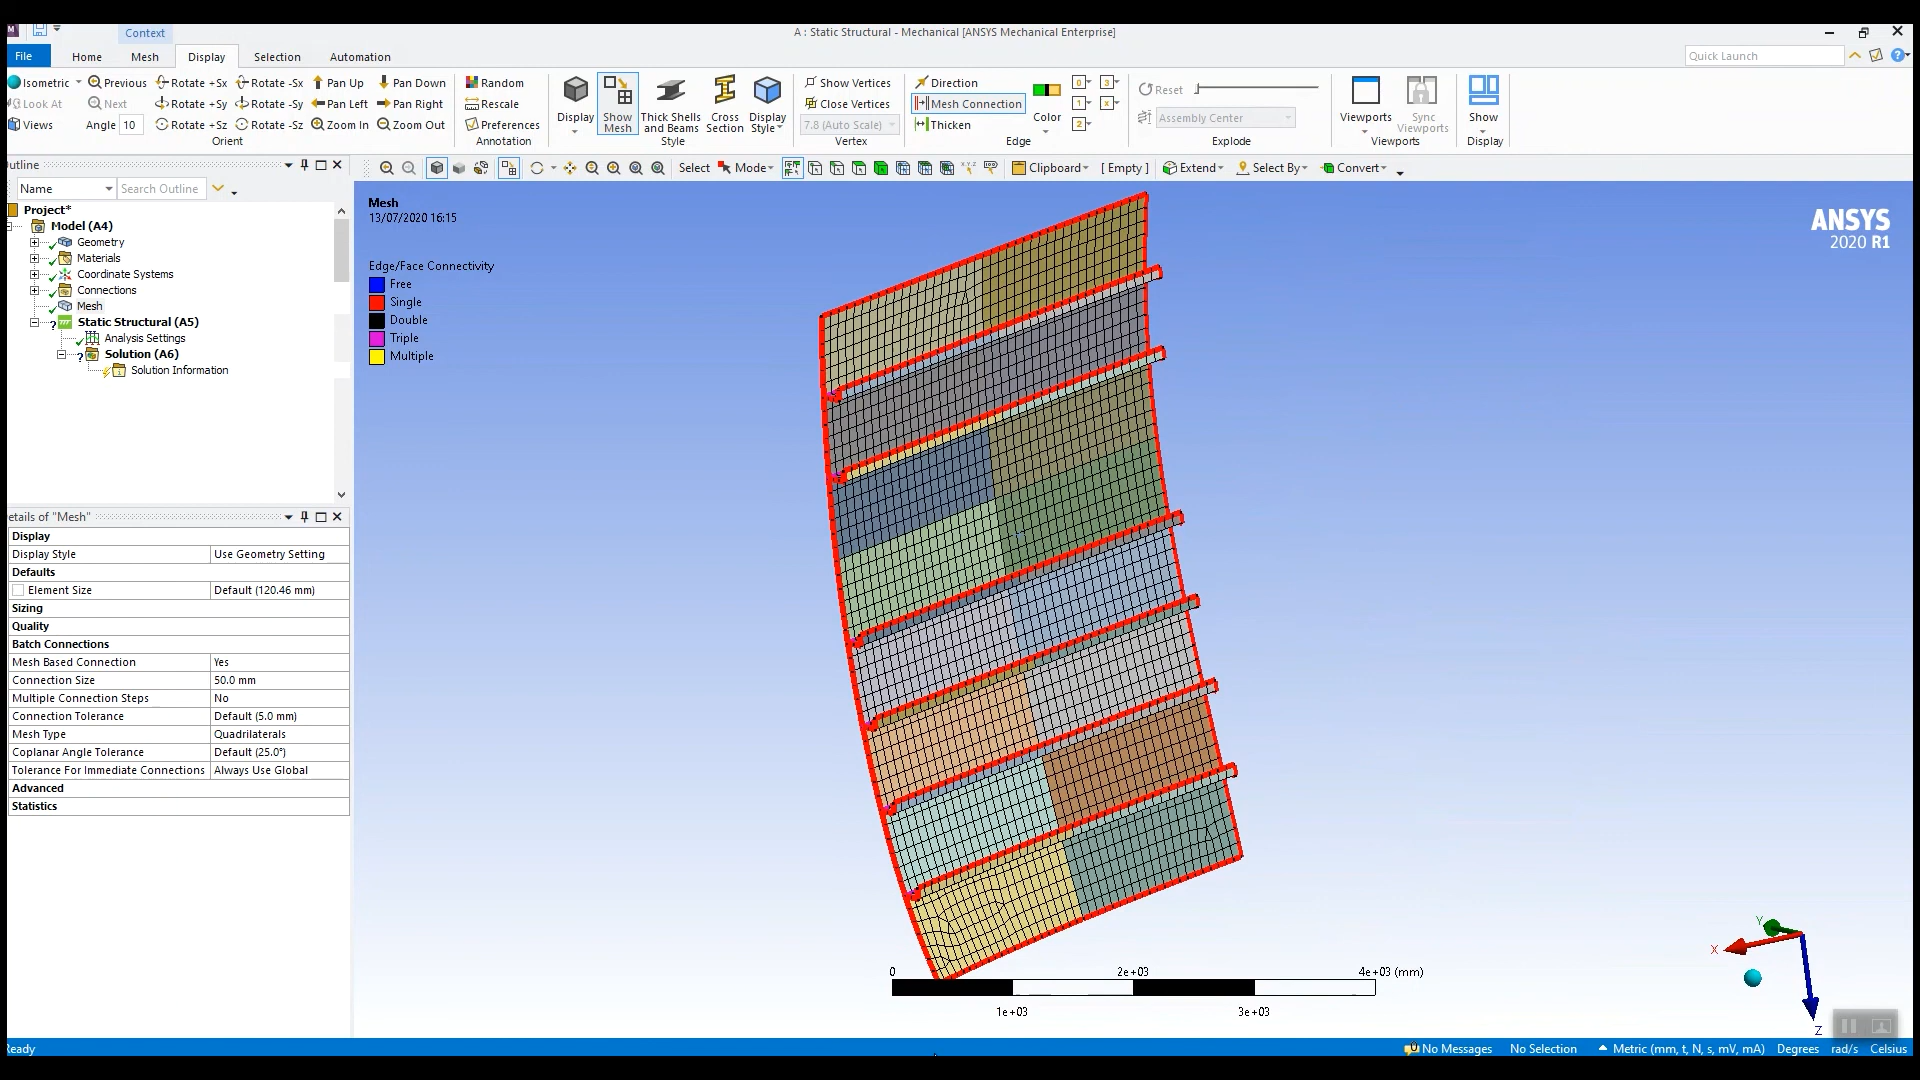 Context
A : Static Structural - Mechanical [ANSYS Mechanical Enterprise]
File Home Mesh Display Selection Automation
Quick Launch
Isometric Previous Rotate +Sx Rotate -Sx Pan Up Pan Down
Look At Next Rotate +Sy Rotate -Sy Pan Left Pan Right
Views Angle 10 Rotate +Sz Rotate -Sz Zoom In Zoom Out
Orient
Random
Rescale
Preferences
Annotation
Display
Show Mesh
Thick Shells and Beams
Cross Section
Display Style
Style
Show Vertices
Close Vertices
7.8 (Auto Scale)
Vertex
Direction
Mesh Connection
Thicken
Color
Edge
Reset
Assembly Center
Explode
Viewports
Sync Viewports
Viewports
Show
Display
Select Mode Clipboard [ Empty ] Extend Select By Convert
utline
Name Search Outline
Project*
Model (A4)
Geometry
Materials
Coordinate Systems
Connections
Mesh
Static Structural (A5)
Analysis Settings
Solution (A6)
Solution Information
etails of "Mesh"
Display
Display Style Use Geometry Setting
Defaults
Element Size Default (120.46 mm)
Sizing
Quality
Batch Connections
Mesh Based Connection Yes
Connection Size 50.0 mm
Multiple Connection Steps No
Connection Tolerance Default (5.0 mm)
Mesh Type Quadrilaterals
Coplanar Angle Tolerance Default (25.0°)
Tolerance For Immediate Connections Always Use Global
Advanced
Statistics
Mesh
13/07/2020 16:15
Edge/Face Connectivity
Free
Single
Double
Triple
Multiple
ANSYS
2020 R1
0 2e+03 4e+03 (mm)
1e+03 3e+03
Y
X
Z
Ready No Messages No Selection Metric (mm, t, N, s, mV, mA) Degrees rad/s Celsius